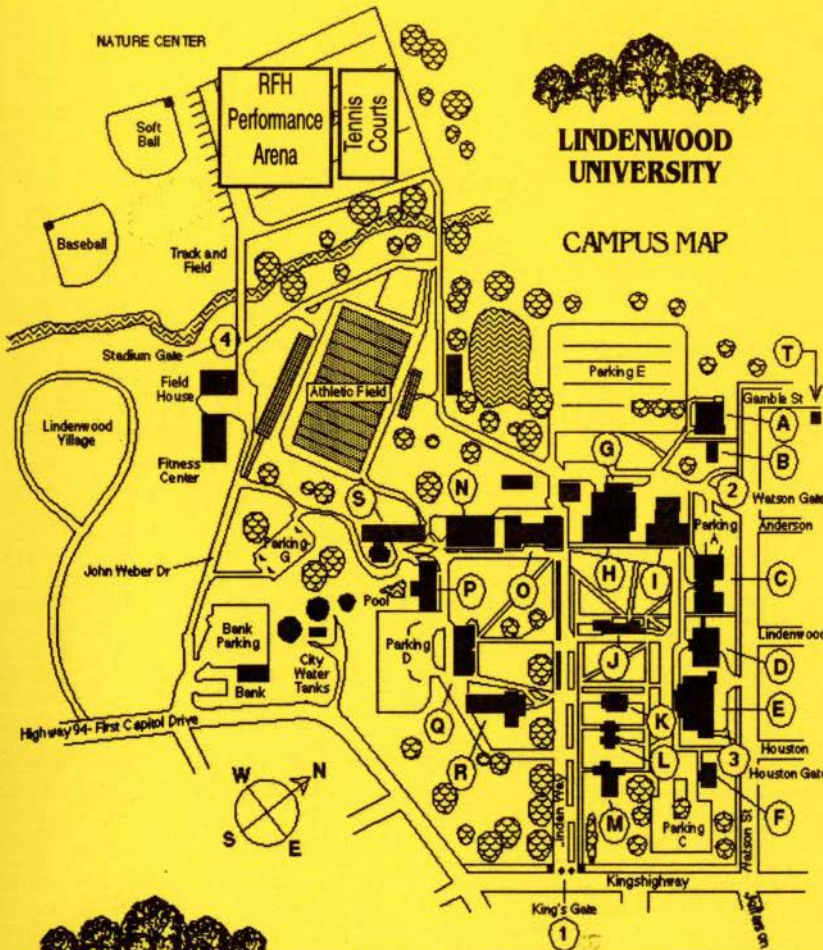 NATURE CENTER
RFH
Performance
Arena
Tennis
Courts
LINDENWOOD
UNIVERSITY
CAMPUS MAP
Soft
Ball
Baseball
Track and
Field
4
Stadium Gate
Field
House
Athletic Field
Parking E
T
Gamble St
A
B
Lindenwood
Village
Fitness
Center
G
2
Watson Gate
S
N
Parking
A
Anderson
Parking
G
John Weber Dr
P
O
H
I
C
Pool
Bank
Parking
Parking
D
J
Lindenwood
D
City
Water
Tanks
Bank
K
E
Highway 94- First Capitol Drive
Q
R
L
Houston
3
Houston Gate
W
N
S
E
M
F
Linden Way
Parking
C
Watson St
Kingshighway
King's Gate
1